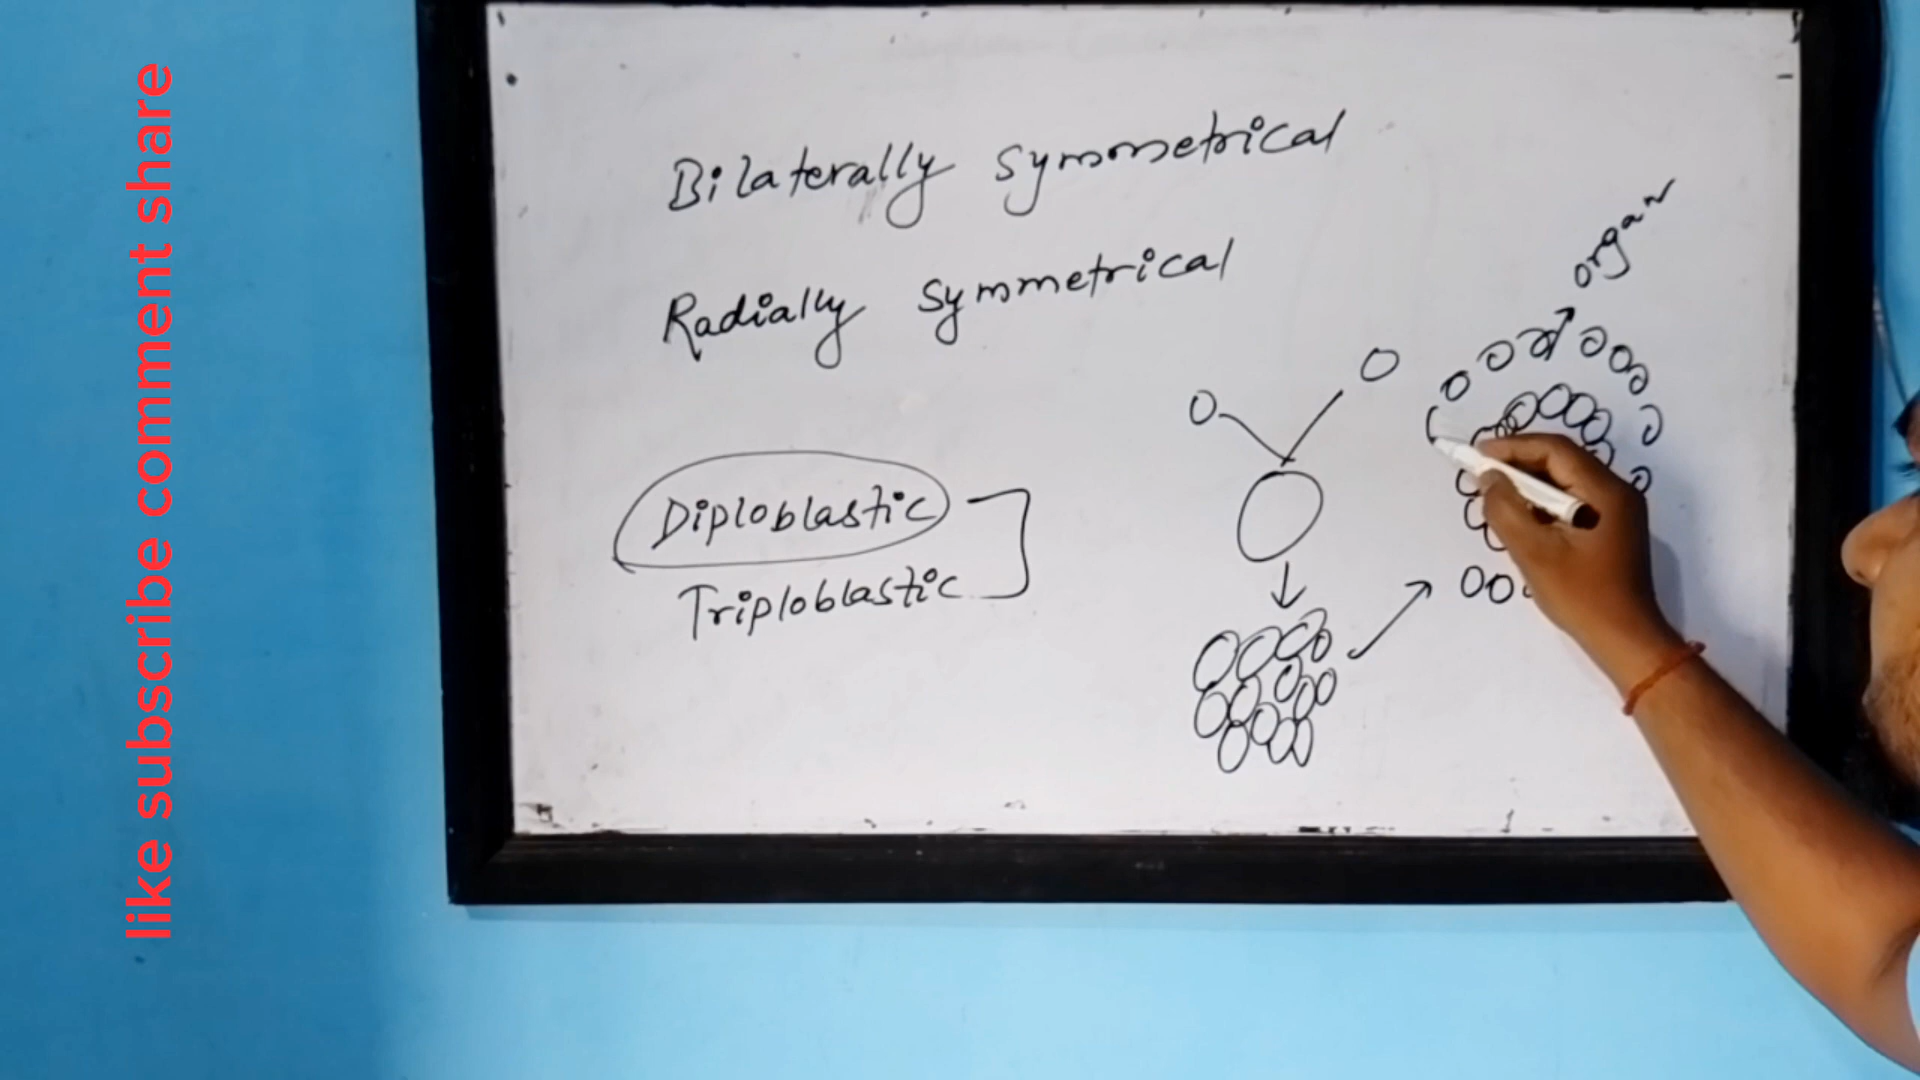 like subscribe comment share
Bilaterally symmetrical
Radially symmetrical
organ
Diploblastic
Triploblastic